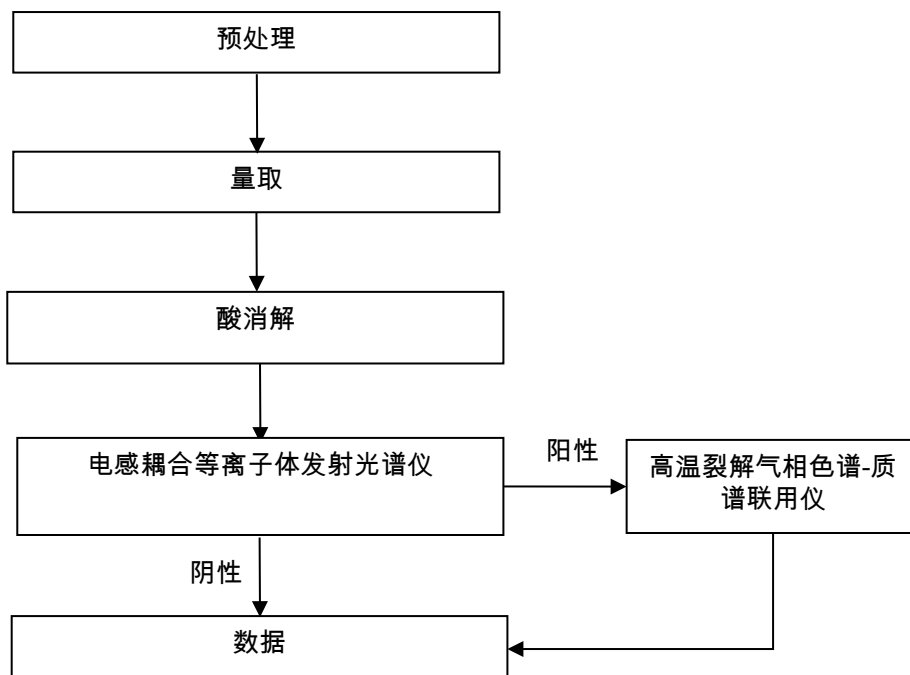 预处理
量取
酸消解
电感耦合等离子体发射光谱仪
阳性
高温裂解气相色谱-质
谱联用仪
阴性
数据